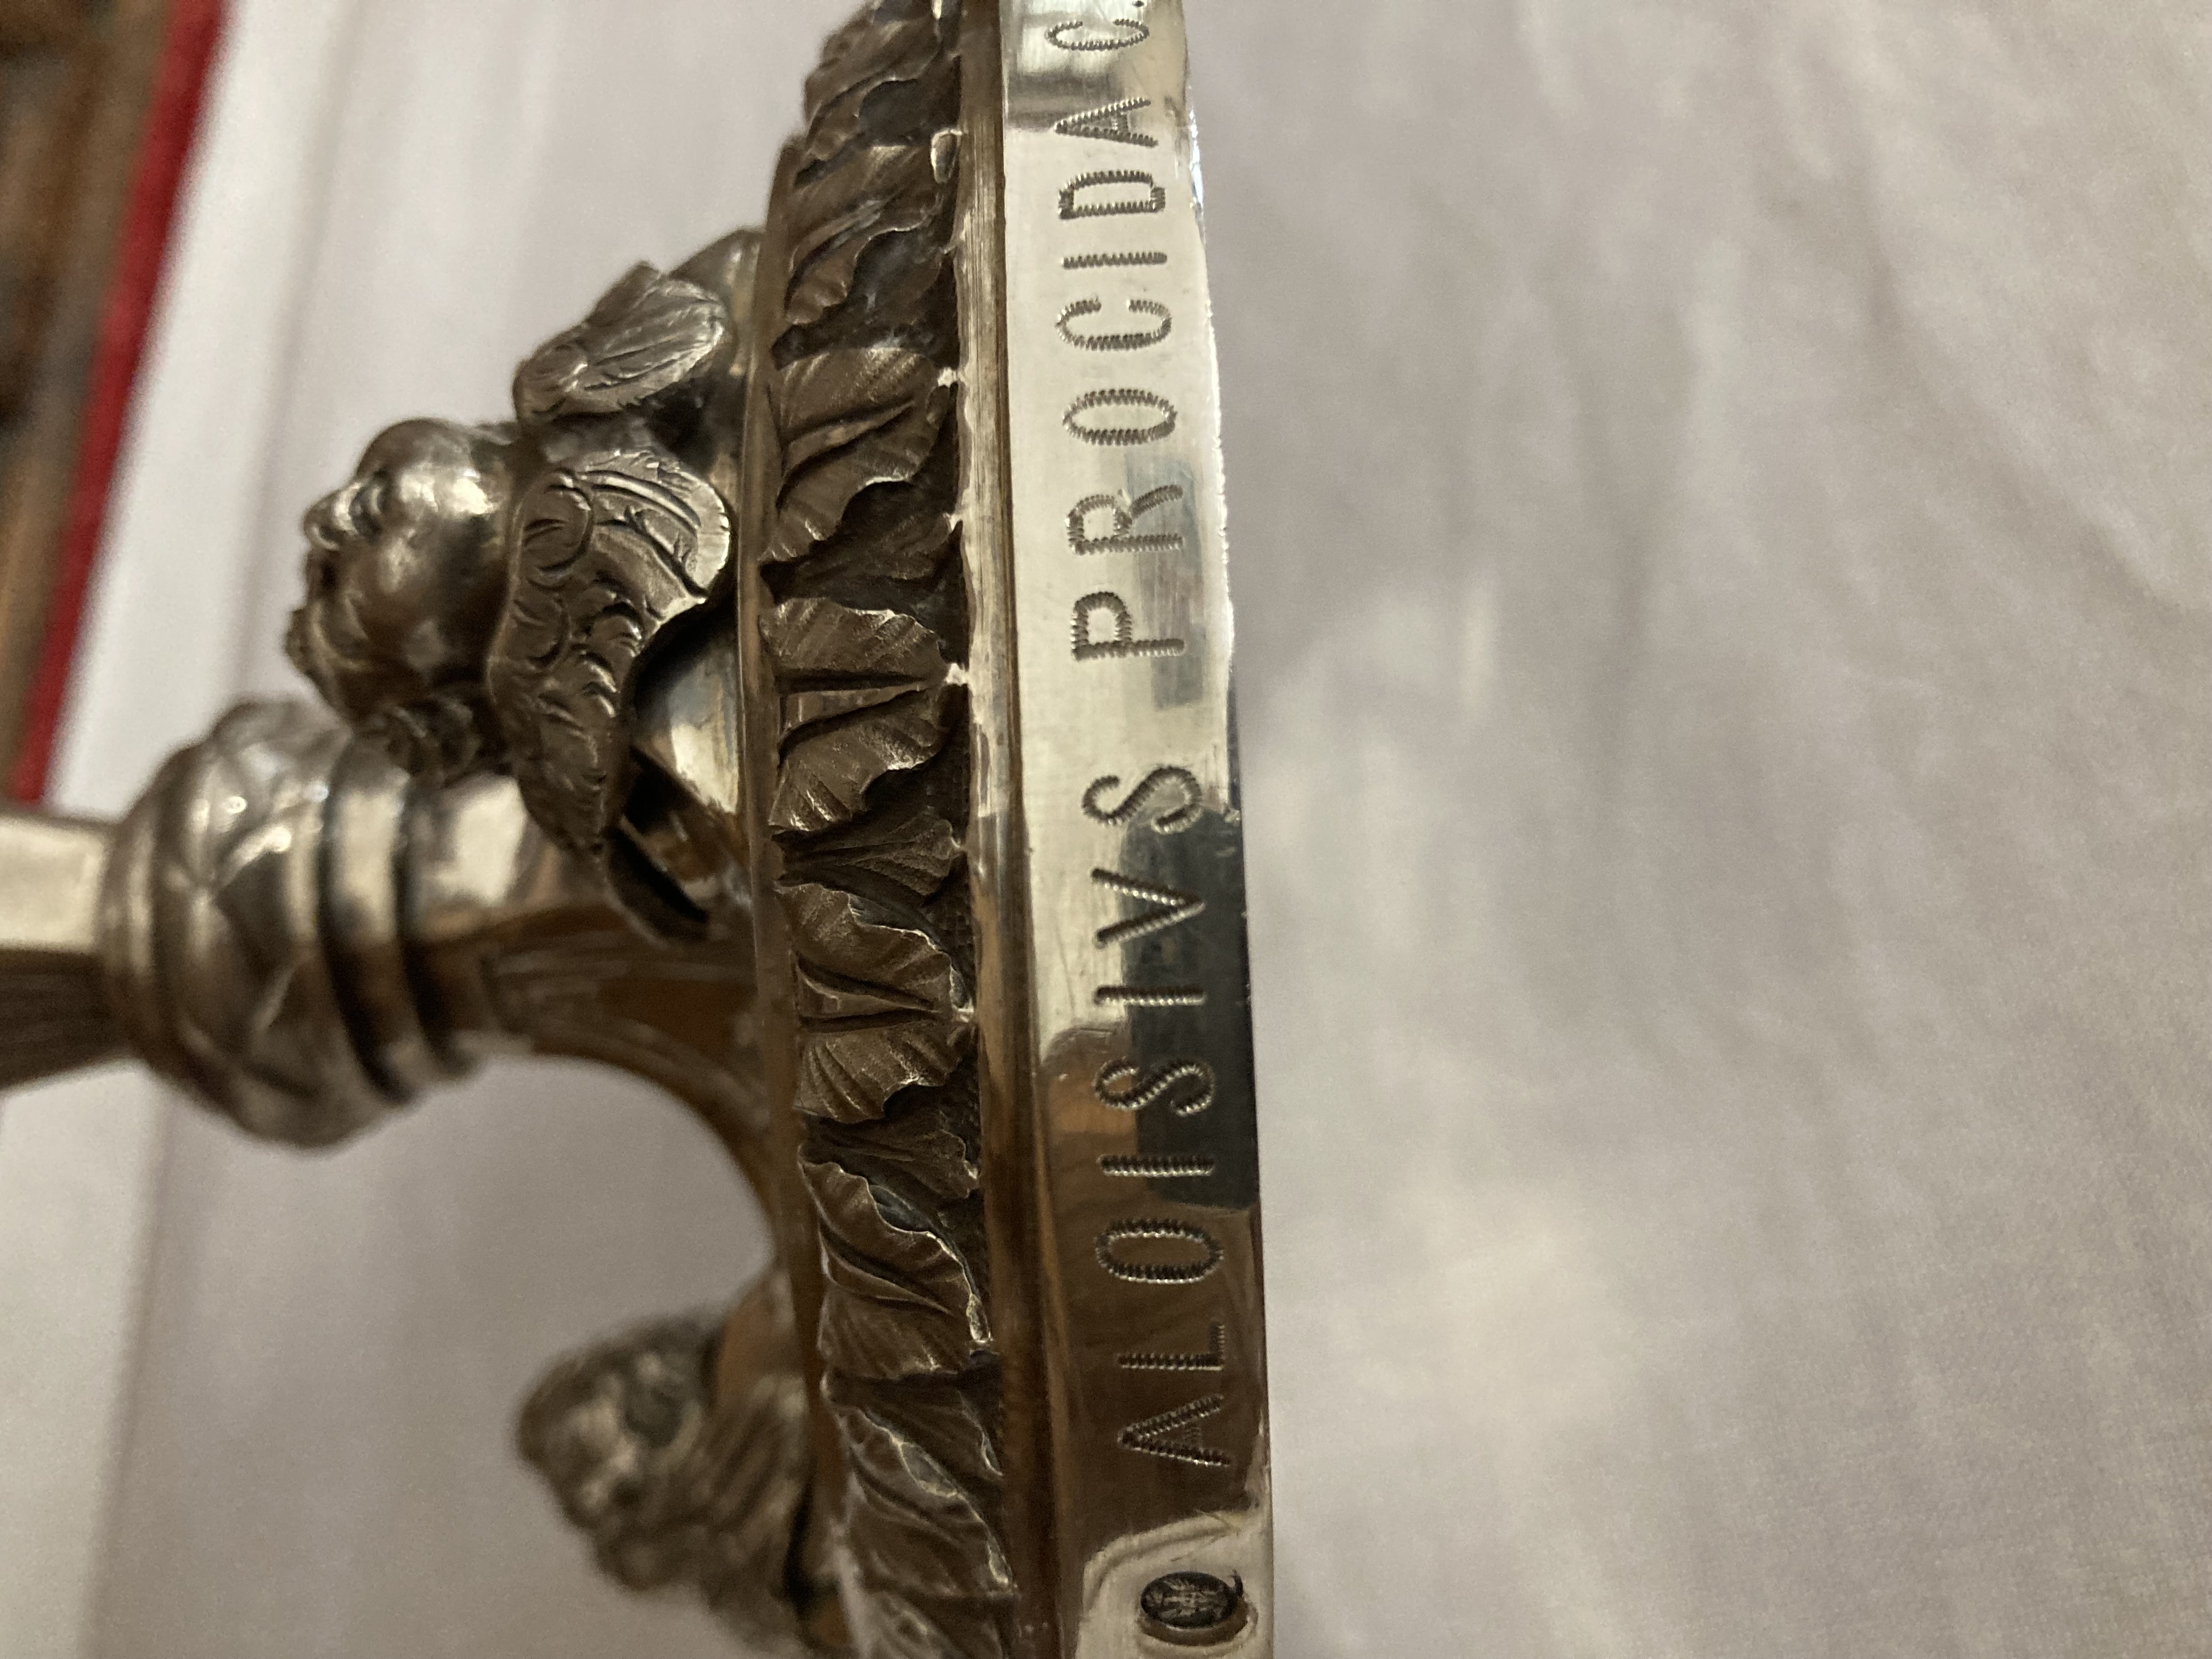 ALOISIVS PROCIDA C.